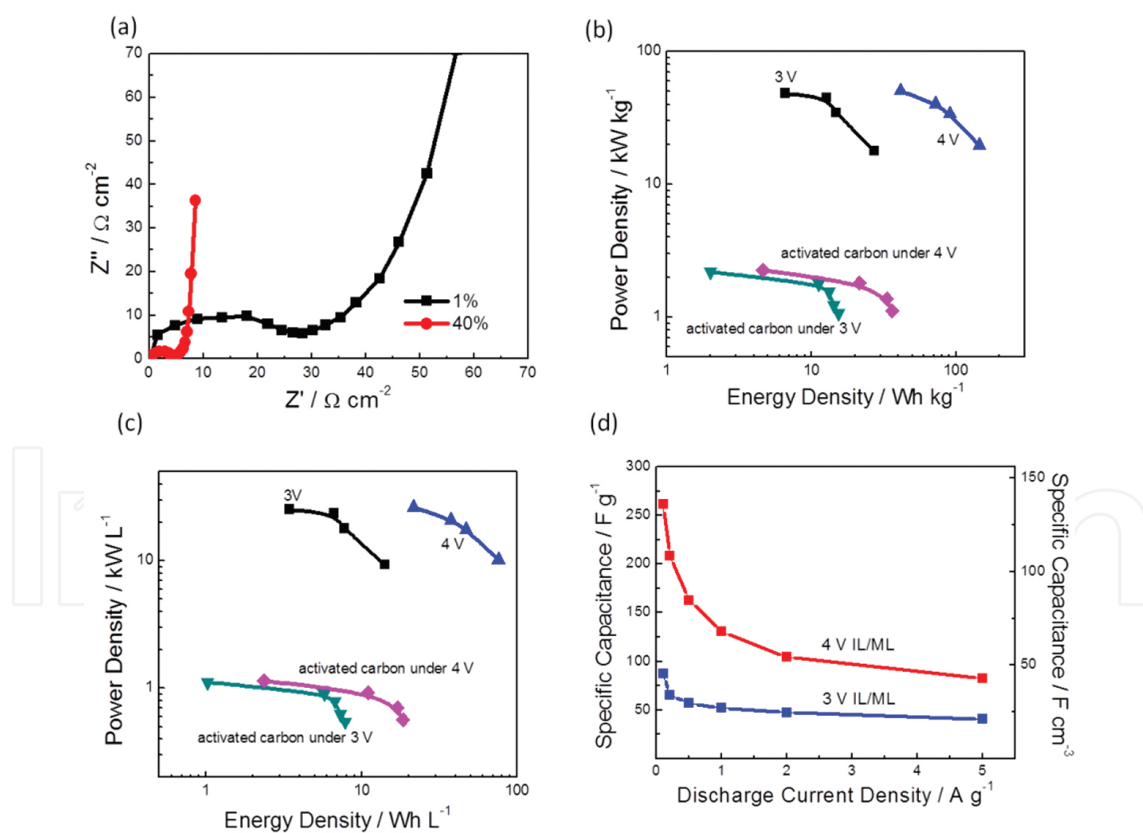 (a)
70
60
50
40
30
20
10
0
Z'' / Ω cm⁻²
1%
40%
0 10 20 30 40 50 60 70
Z' / Ω cm⁻²
(b)
100
10
1
Power Density / kW kg⁻¹
3 V
4 V
activated carbon under 4 V
activated carbon under 3 V
1 10 100
Energy Density / Wh kg⁻¹
(c)
10
1
Power Density / kW L⁻¹
3V
4 V
activated carbon under 4 V
activated carbon under 3 V
1 10 100
Energy Density / Wh L⁻¹
(d)
300
250
200
150
100
50
Specific Capacitance / F g⁻¹
4 V IL/ML
3 V IL/ML
150
100
50
0
Specific Capacitance / F cm⁻³
0 1 2 3 4 5
Discharge Current Density / A g⁻¹